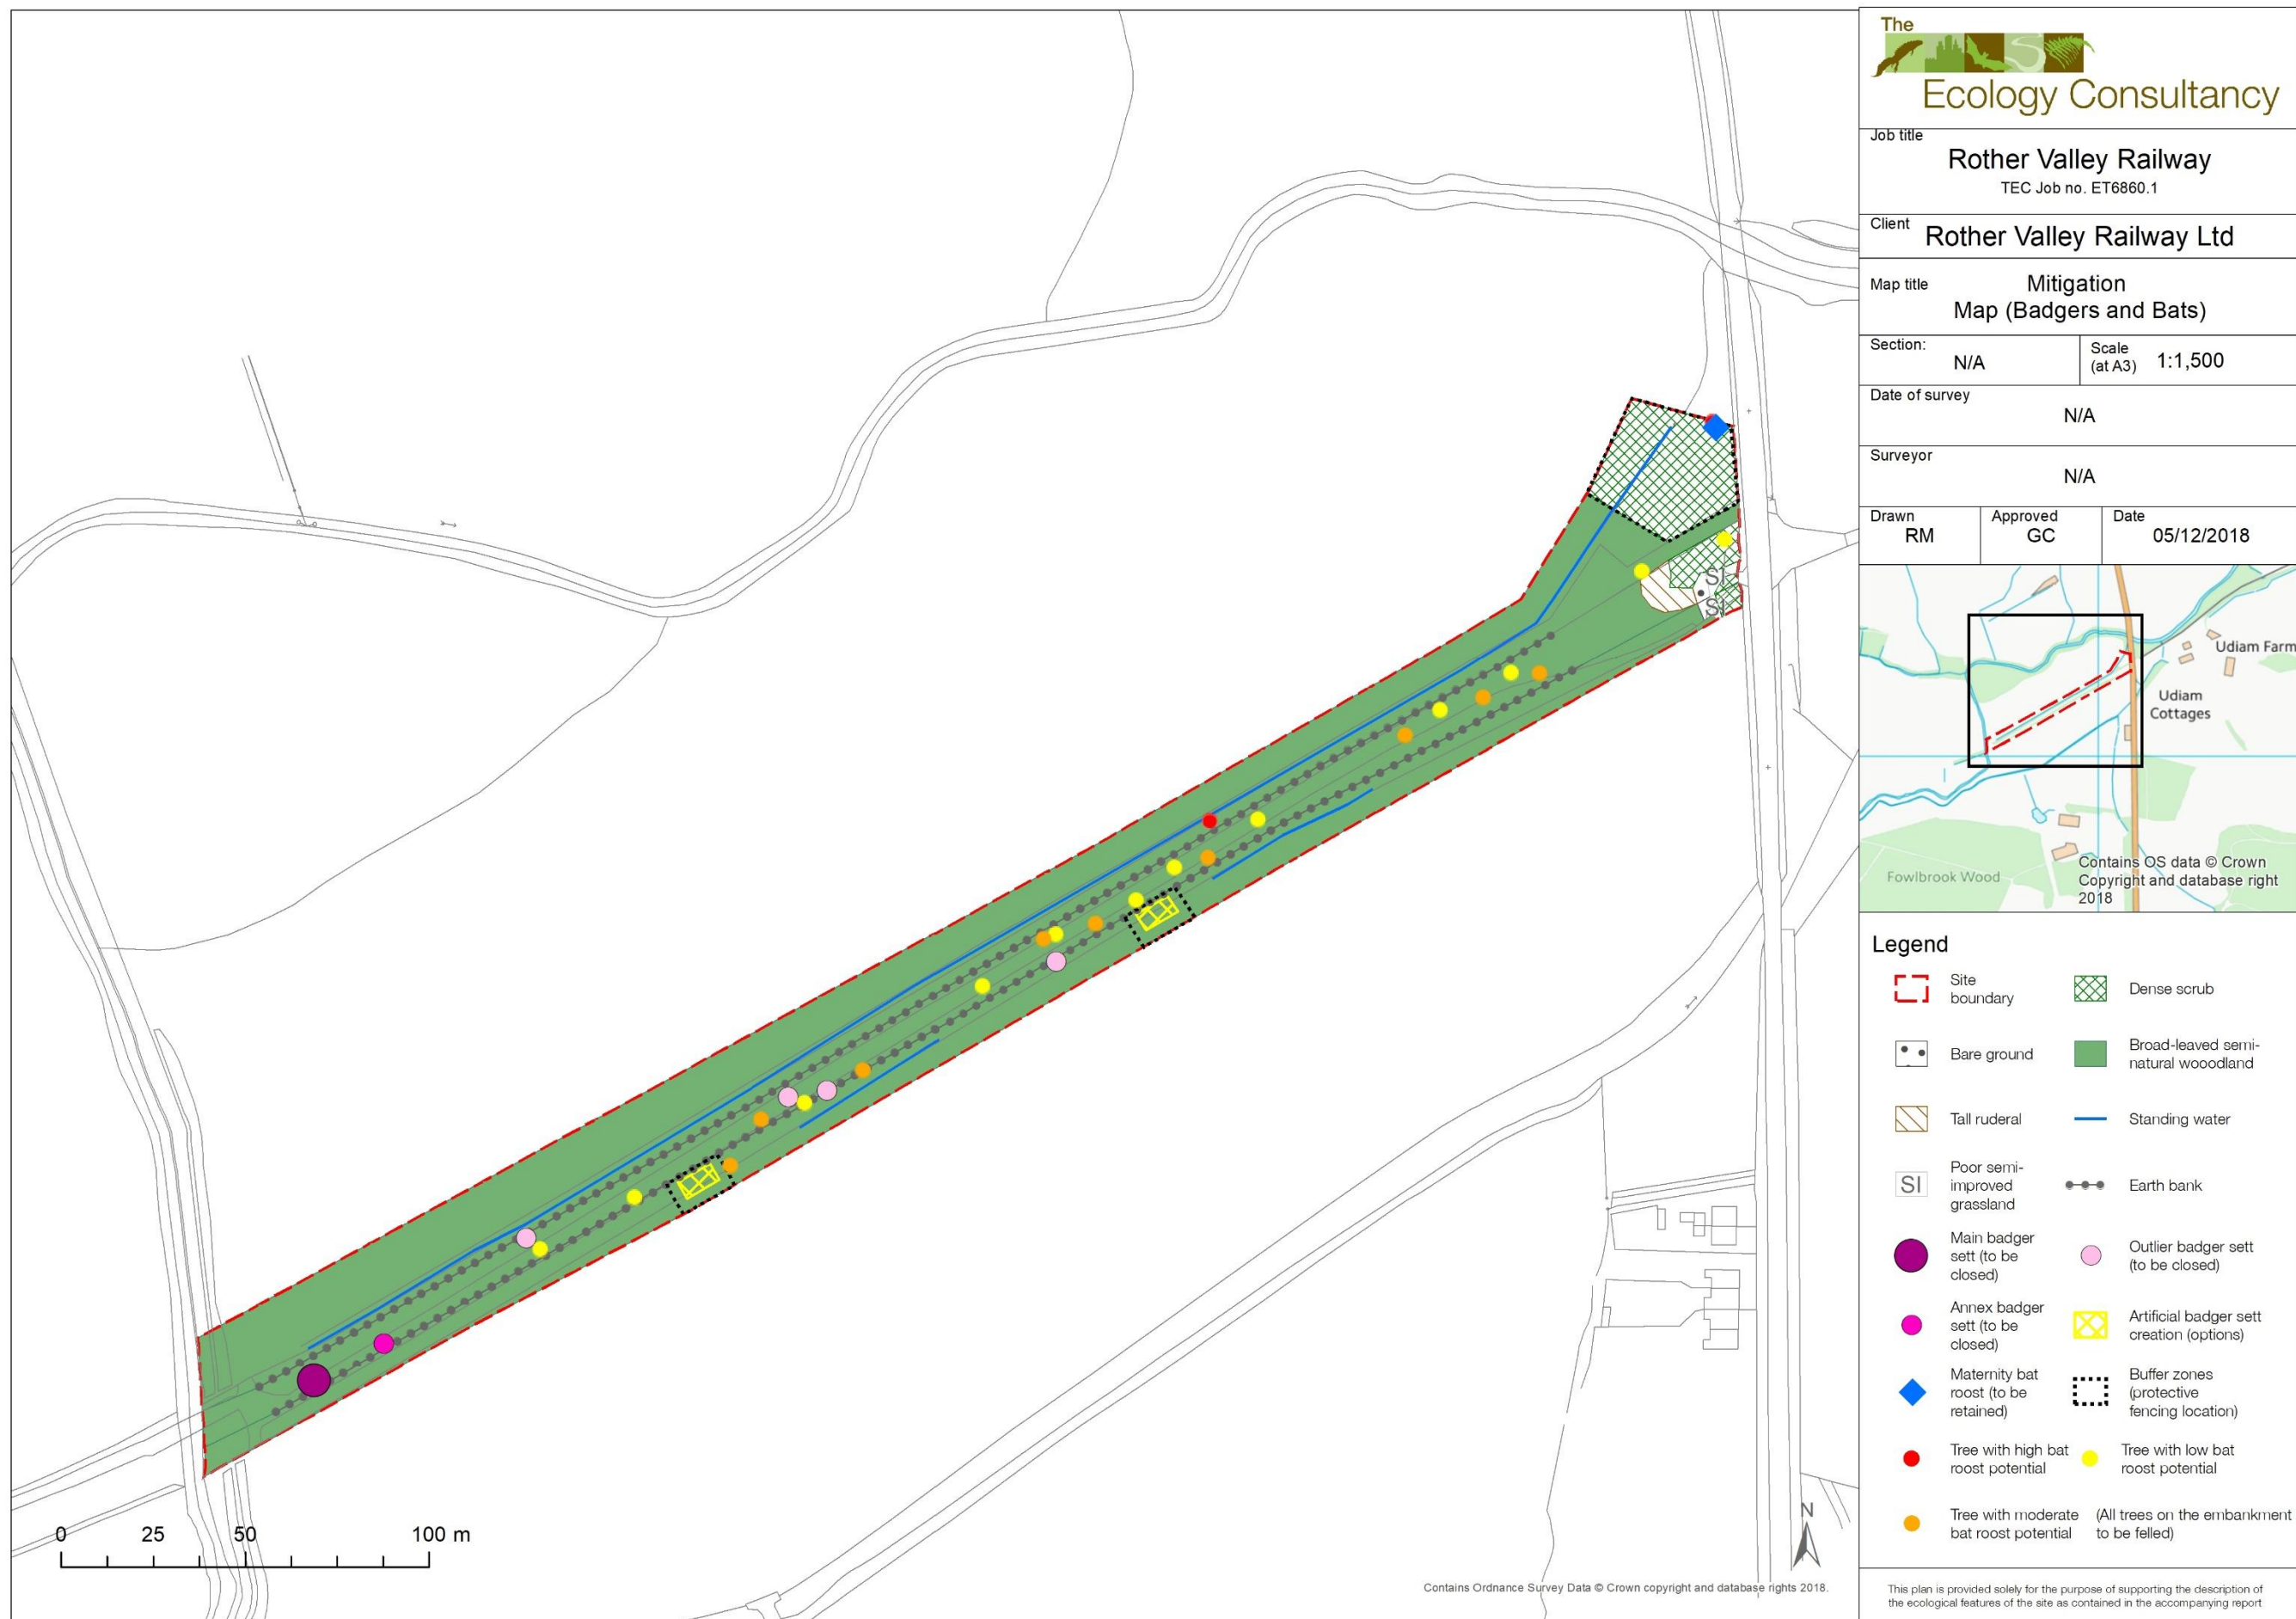 The
Ecology Consultancy
Job title
Rother Valley Railway
TEC Job no. ET6860.1
Client
Rother Valley Railway Ltd
Map title
Mitigation
Map (Badgers and Bats)
Section:
N/A
Scale
(at A3)
1:1,500
Date of survey
N/A
Surveyor
N/A
Drawn
RM
Approved
GC
Date
05/12/2018
Udiam Farm
Udiam
Cottages
Fowlbrook Wood
Contains OS data © Crown
Copyright and database right
2018
Legend
Site
boundary
Dense scrub
Bare ground
Broad-leaved semi-
natural wooodland
Tall ruderal
Standing water
SI
Poor semi-
improved
grassland
Earth bank
Main badger
sett (to be
closed)
Outlier badger sett
(to be closed)
Annex badger
sett (to be
closed)
Artificial badger sett
creation (options)
Maternity bat
roost (to be
retained)
Buffer zones
(protective
fencing location)
Tree with high bat
roost potential
Tree with low bat
roost potential
Tree with moderate
bat roost potential
(All trees on the embankment
to be felled)
This plan is provided solely for the purpose of supporting the description of
the ecological features of the site as contained in the accompanying report
SI
SI
0 25 50 100 m
N
Contains Ordnance Survey Data © Crown copyright and database rights 2018.